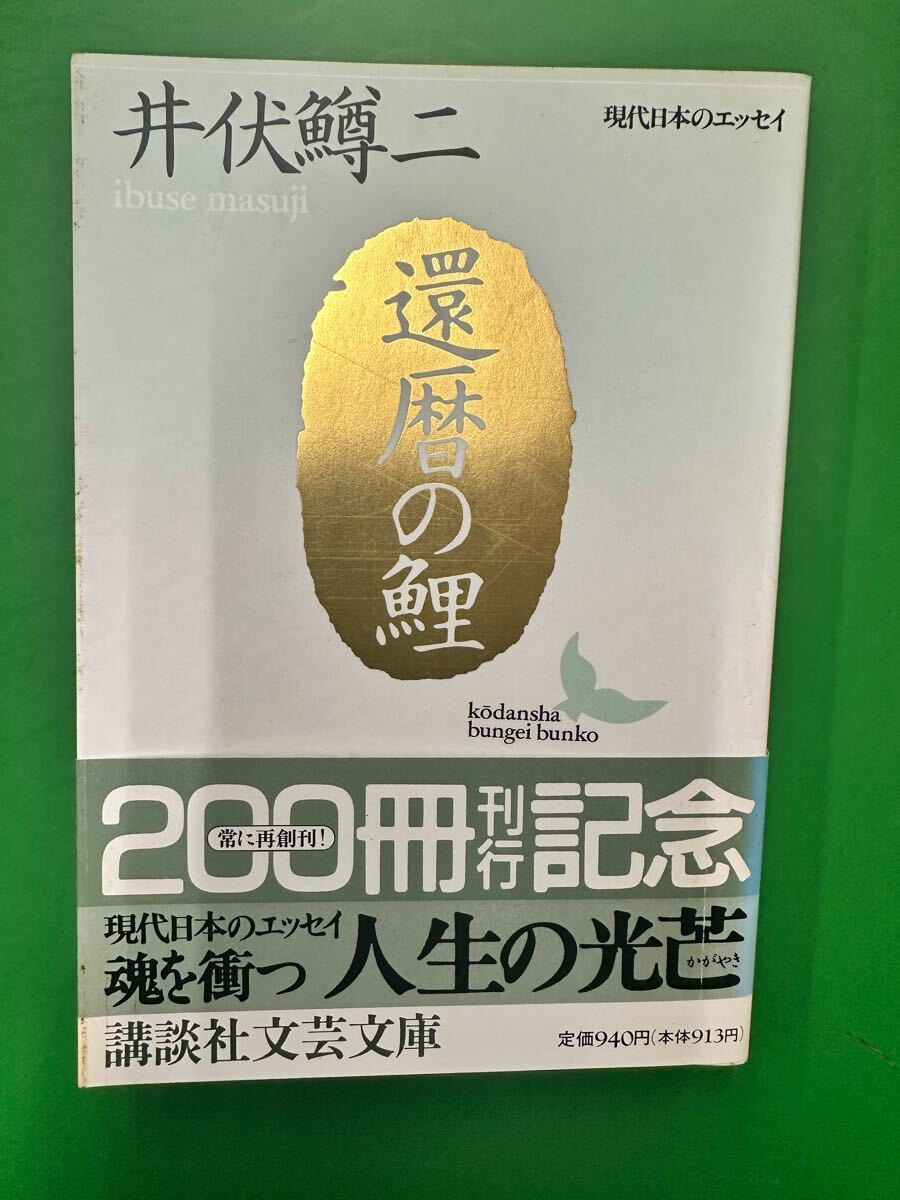 井伏鱒二
ibuse masuji
現代日本のエッセイ
還暦の鯉
kōdansha
bungei bunko
200冊刊行記念
常に再創刊!
現代日本のエッセイ
魂を衝つ人生の光芒
かがやき
講談社文芸文庫
定価940円(本体913円)